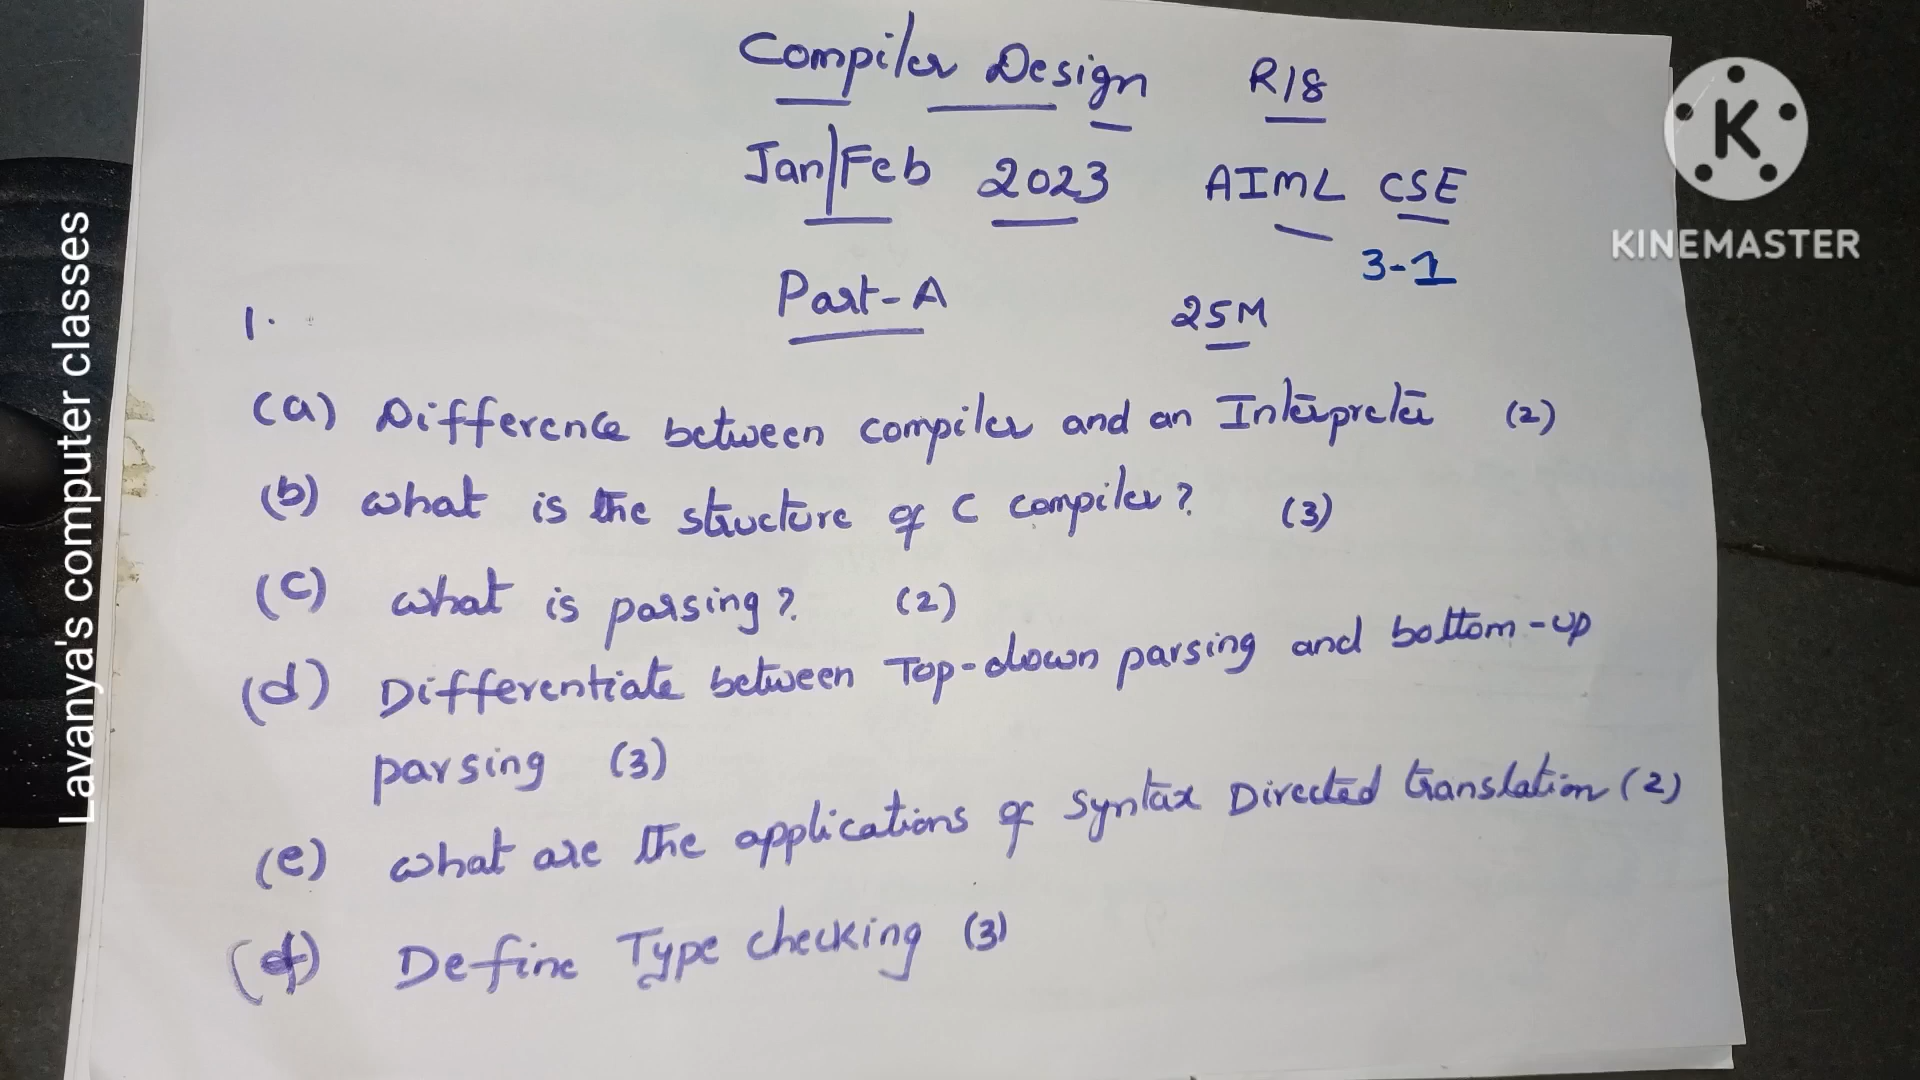 Compiler Design R18
Jan/Feb 2023 AIML CSE
3-1
Part-A 25M
1.
(a) Difference between compiler and an Interpreter (2)
(b) what is the structure of C compiler? (3)
(c) what is parsing? (2)
(d) Differentiate between Top-down parsing and bottom-up
parsing (3)
(e) what are the applications of Syntax Directed translation (2)
(f) Define Type checking (3)
Lavanya's computer classes
K
KINEMASTER